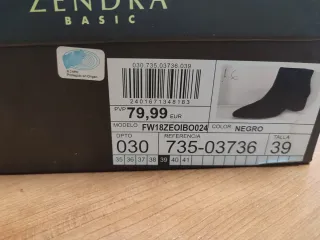 ZENDRA
BASIC
030.735.03736.039
2401671348183
PVP 79,99 EUR
MODELO FW18ZEOIBO024 COLOR NEGRO
DPTO REFERENCIA TALLA
030 735-03736 39
35 36 37 38 39 40 41